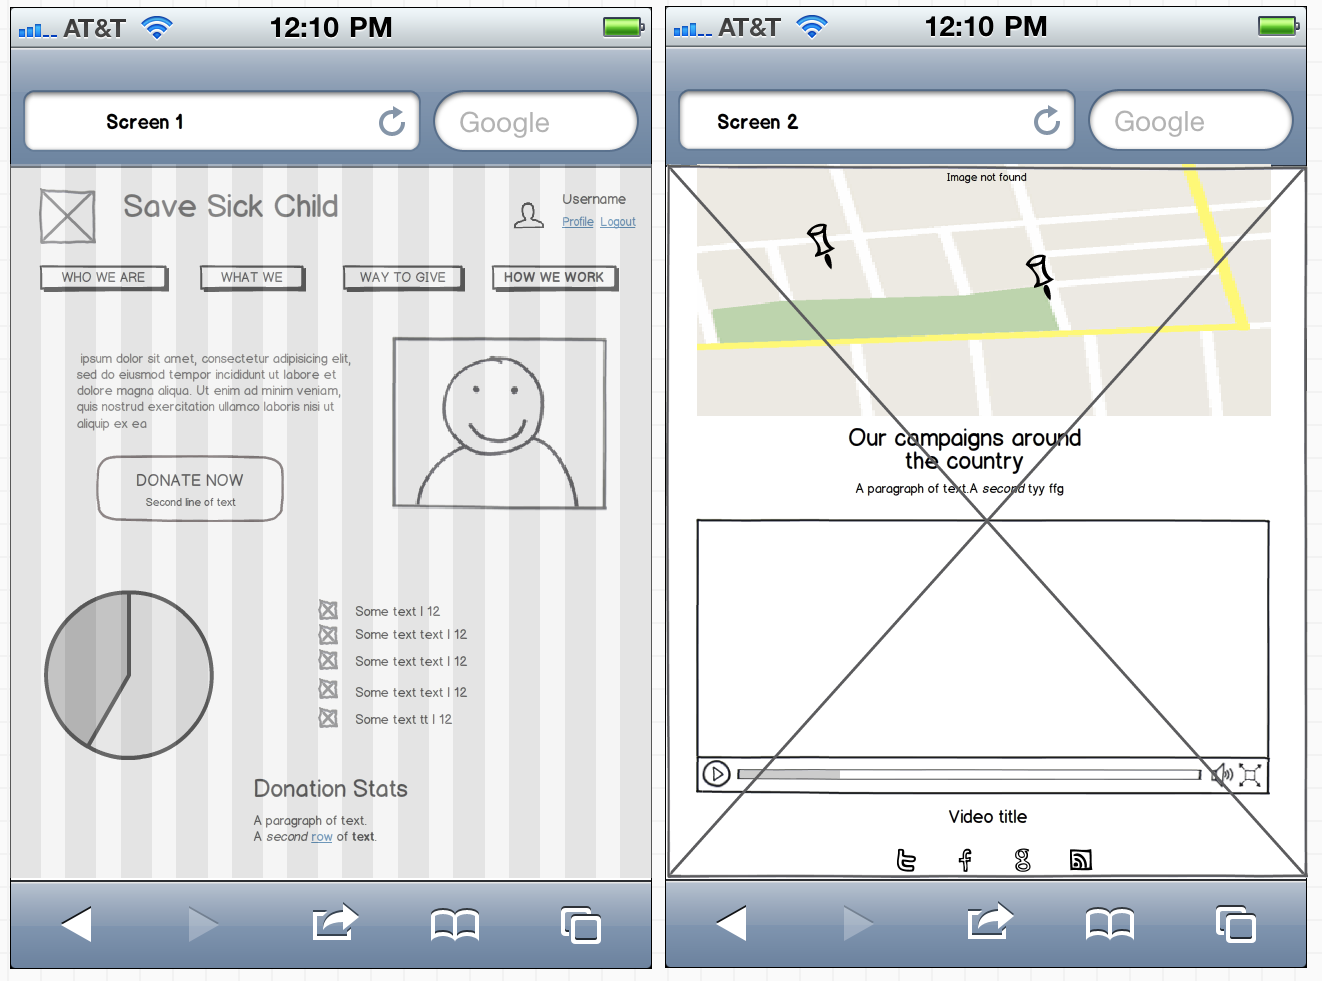 AT&T 12:10 PM
Screen 1 Google
Save Sick Child
Username
Profile Logout
WHO WE ARE WHAT WE WAY TO GIVE HOW WE WORK
ipsum dolor sit amet, consectetur adipisicing elit,
sed do eiusmod tempor incididunt ut labore et
dolore magna aliqua. Ut enim ad minim veniam,
quis nostrud exercitation ullamco laboris nisi ut
aliquip ex ea
DONATE NOW
Second line of text
Some text | 12
Some text text | 12
Some text text | 12
Some text text | 12
Some text tt | 12
Donation Stats
A paragraph of text.
A second row of text.
AT&T 12:10 PM
Screen 2 Google
Image not found
Our campaigns around
the country
A paragraph of text.A second tyy ffg
Video title